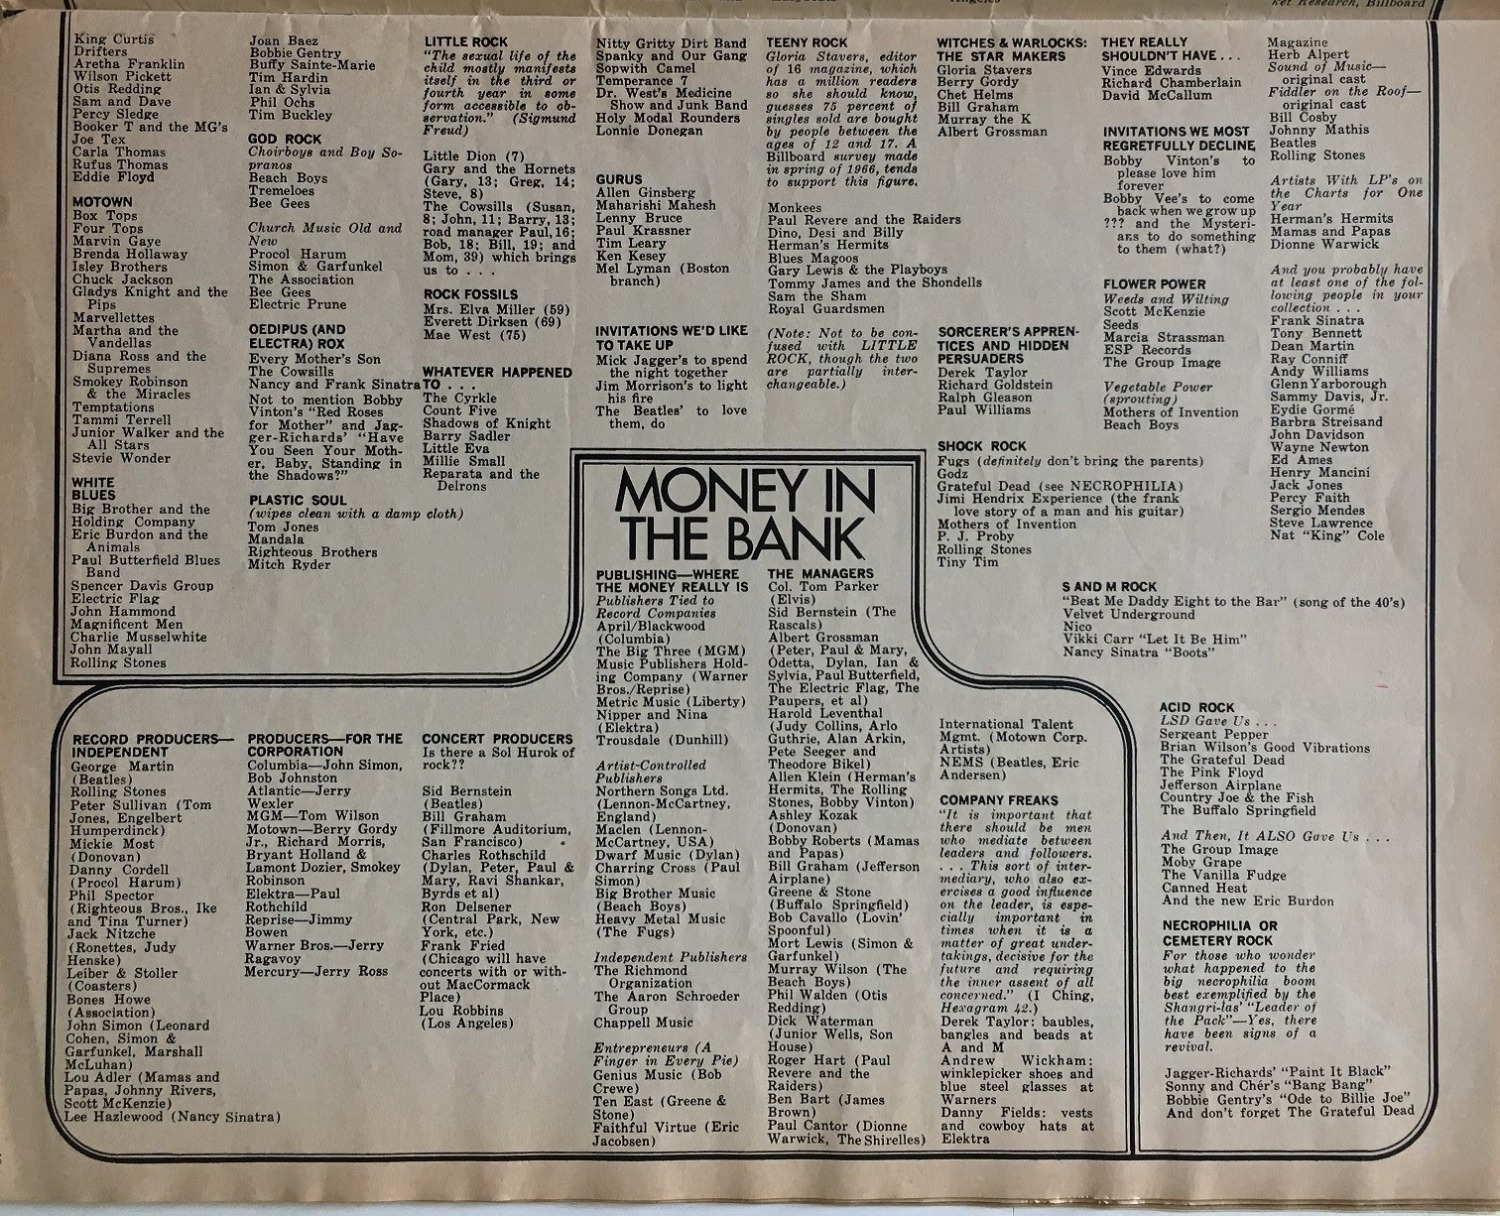 Angeles
ket Research, Billboard
King Curtis
Drifters
Aretha Franklin
Wilson Pickett
Otis Redding
Sam and Dave
Percy Sledge
Booker T and the MG's
Joe Tex
Carla Thomas
Rufus Thomas
Eddie Floyd
MOTOWN
Box Tops
Four Tops
Marvin Gaye
Brenda Hollaway
Isley Brothers
Chuck Jackson
Gladys Knight and the
Pips
Marvellettes
Martha and the
Vandellas
Diana Ross and the
Supremes
Smokey Robinson
& the Miracles
Temptations
Tammi Terrell
Junior Walker and the
All Stars
Stevie Wonder
WHITE
BLUES
Big Brother and the
Holding Company
Eric Burdon and the
Animals
Paul Butterfield Blues
Band
Spencer Davis Group
Electric Flag
John Hammond
Magnificent Men
Charlie Musselwhite
John Mayall
Rolling Stones
Joan Baez
Bobbie Gentry
Buffy Sainte-Marie
Tim Hardin
Ian & Sylvia
Phil Ochs
Tim Buckley
GOD ROCK
Choirboys and Boy So-
pranos
Beach Boys
Tremeloes
Bee Gees
Church Music Old and
New
Procol Harum
Simon & Garfunkel
The Association
Bee Gees
Electric Prune
OEDIPUS (AND
ELECTRA) ROX
Every Mother's Son
The Cowsills
Nancy and Frank Sinatra
Not to mention Bobby
Vinton's "Red Roses
for Mother" and Jag-
ger-Richards' "Have
You Seen Your Moth-
er, Baby, Standing in
the Shadows?"
PLASTIC SOUL
(wipes clean with a damp cloth)
Tom Jones
Mandala
Righteous Brothers
Mitch Ryder
LITTLE ROCK
"The sexual life of the
child mostly manifests
itself in the third or
fourth year in some
form accessible to ob-
servation." (Sigmund
Freud)
Little Dion (7)
Gary and the Hornets
(Gary, 13; Greg, 14;
Steve, 8)
The Cowsills (Susan,
8; John, 11; Barry, 13;
road manager Paul, 16;
Bob, 18; Bill, 19; and
Mom, 39) which brings
us to . . .
ROCK FOSSILS
Mrs. Elva Miller (59)
Everett Dirksen (69)
Mae West (75)
WHATEVER HAPPENED
TO . . .
The Cyrkle
Count Five
Shadows of Knight
Barry Sadler
Little Eva
Millie Small
Reparata and the
Delrons
Nitty Gritty Dirt Band
Spanky and Our Gang
Sopwith Camel
Temperance 7
Dr. West's Medicine
Show and Junk Band
Holy Modal Rounders
Lonnie Donegan
GURUS
Allen Ginsberg
Maharishi Mahesh
Lenny Bruce
Paul Krassner
Tim Leary
Ken Kesey
Mel Lyman (Boston
branch)
INVITATIONS WE'D LIKE
TO TAKE UP
Mick Jagger's to spend
the night together
Jim Morrison's to light
his fire
The Beatles' to love
them, do
TEENY ROCK
Gloria Stavers, editor
of 16 magazine, which
has a million readers
so she should know,
guesses 75 percent of
singles sold are bought
by people between the
ages of 12 and 17. A
Billboard survey made
in spring of 1966, tends
to support this figure.
Monkees
Paul Revere and the Raiders
Dino, Desi and Billy
Herman's Hermits
Blues Magoos
Gary Lewis & the Playboys
Tommy James and the Shondells
Sam the Sham
Royal Guardsmen
(Note: Not to be con-
fused with LITTLE
ROCK, though the two
are partially inter-
changeable.)
WITCHES & WARLOCKS:
THE STAR MAKERS
Gloria Stavers
Berry Gordy
Chet Helms
Bill Graham
Murray the K
Albert Grossman
SORCERER'S APPREN-
TICES AND HIDDEN
PERSUADERS
Derek Taylor
Richard Goldstein
Ralph Gleason
Paul Williams
SHOCK ROCK
Fugs (definitely don't bring the parents)
Godz
Grateful Dead (see NECROPHILIA)
Jimi Hendrix Experience (the frank
love story of a man and his guitar)
Mothers of Invention
P. J. Proby
Rolling Stones
Tiny Tim
THEY REALLY
SHOULDN'T HAVE . . .
Vince Edwards
Richard Chamberlain
David McCallum
INVITATIONS WE MOST
REGRETFULLY DECLINE
Bobby Vinton's to
please love him
forever
Bobby Vee's to come
back when we grow up
??? and the Mysteri-
ans to do something
to them (what?)
FLOWER POWER
Weeds and Wilting
Scott McKenzie
Seeds
Marcia Strassman
ESP Records
The Group Image
Vegetable Power
(sprouting)
Mothers of Invention
Beach Boys
Magazine
Herb Alpert
Sound of Music—
original cast
Fiddler on the Roof—
original cast
Bill Cosby
Johnny Mathis
Beatles
Rolling Stones
Artists With LP's on
the Charts for One
Year
Herman's Hermits
Mamas and Papas
Dionne Warwick
And you probably have
at least one of the fol-
lowing people in your
collection . . .
Frank Sinatra
Tony Bennett
Dean Martin
Ray Conniff
Andy Williams
Glenn Yarborough
Sammy Davis, Jr.
Eydie Gormé
Barbra Streisand
John Davidson
Wayne Newton
Ed Ames
Henry Mancini
Jack Jones
Percy Faith
Sergio Mendes
Steve Lawrence
Nat "King" Cole
S AND M ROCK
"Beat Me Daddy Eight to the Bar" (song of the 40's)
Velvet Underground
Nico
Vikki Carr "Let It Be Him"
Nancy Sinatra "Boots"
ACID ROCK
LSD Gave Us . . .
Sergeant Pepper
Brian Wilson's Good Vibrations
The Grateful Dead
The Pink Floyd
Jefferson Airplane
Country Joe & the Fish
The Buffalo Springfield
And Then, It ALSO Gave Us . . .
The Group Image
Moby Grape
The Vanilla Fudge
Canned Heat
And the new Eric Burdon
NECROPHILIA OR
CEMETERY ROCK
For those who wonder
what happened to the
big necrophilia boom
best exemplified by the
Shangri-las' "Leader of
the Pack"—Yes, there
have been signs of a
revival.
Jagger-Richards' "Paint It Black"
Sonny and Chér's "Bang Bang"
Bobbie Gentry's "Ode to Billie Joe"
And don't forget The Grateful Dead
MONEY IN
THE BANK
RECORD PRODUCERS—
INDEPENDENT
George Martin
(Beatles)
Rolling Stones
Peter Sullivan (Tom
Jones, Engelbert
Humperdinck)
Mickie Most
(Donovan)
Danny Cordell
(Procol Harum)
Phil Spector
(Righteous Bros., Ike
and Tina Turner)
Jack Nitzche
(Ronettes, Judy
Henske)
Leiber & Stoller
(Coasters)
Bones Howe
(Association)
John Simon (Leonard
Cohen, Simon &
Garfunkel, Marshall
McLuhan)
Lou Adler (Mamas and
Papas, Johnny Rivers,
Scott McKenzie)
Lee Hazlewood (Nancy Sinatra)
PRODUCERS—FOR THE
CORPORATION
Columbia—John Simon,
Bob Johnston
Atlantic—Jerry
Wexler
MGM—Tom Wilson
Motown—Berry Gordy
Jr., Richard Morris,
Bryant Holland &
Lamont Dozier, Smokey
Robinson
Elektra—Paul
Rothchild
Reprise—Jimmy
Bowen
Warner Bros.—Jerry
Ragavoy
Mercury—Jerry Ross
CONCERT PRODUCERS
Is there a Sol Hurok of
rock??
Sid Bernstein
(Beatles)
Bill Graham
(Fillmore Auditorium,
San Francisco)
Charles Rothschild
(Dylan, Peter, Paul &
Mary, Ravi Shankar,
Byrds et al)
Ron Delsener
(Central Park, New
York, etc.)
Frank Fried
(Chicago will have
concerts with or with-
out MacCormack
Place)
Lou Robbins
(Los Angeles)
PUBLISHING—WHERE
THE MONEY REALLY IS
Publishers Tied to
Record Companies
April/Blackwood
(Columbia)
The Big Three (MGM)
Music Publishers Hold-
ing Company (Warner
Bros./Reprise)
Metric Music (Liberty)
Nipper and Nina
(Elektra)
Trousdale (Dunhill)
Artist-Controlled
Publishers
Northern Songs Ltd.
(Lennon-McCartney,
England)
Maclen (Lennon-
McCartney, USA)
Dwarf Music (Dylan)
Charring Cross (Paul
Simon)
Big Brother Music
(Beach Boys)
Heavy Metal Music
(The Fugs)
Independent Publishers
The Richmond
Organization
The Aaron Schroeder
Group
Chappell Music
Entrepreneurs (A
Finger in Every Pie)
Genius Music (Bob
Crewe)
Ten East (Greene &
Stone)
Faithful Virtue (Eric
Jacobsen)
THE MANAGERS
Col. Tom Parker
(Elvis)
Sid Bernstein (The
Rascals)
Albert Grossman
(Peter, Paul & Mary,
Odetta, Dylan, Ian &
Sylvia, Paul Butterfield,
The Electric Flag, The
Paupers, et al)
Harold Leventhal
(Judy Collins, Arlo
Guthrie, Alan Arkin,
Pete Seeger and
Theodore Bikel)
Allen Klein (Herman's
Hermits, The Rolling
Stones, Bobby Vinton)
Ashley Kozak
(Donovan)
Bobby Roberts (Mamas
and Papas)
Bill Graham (Jefferson
Airplane)
Greene & Stone
(Buffalo Springfield)
Bob Cavallo (Lovin'
Spoonful)
Mort Lewis (Simon &
Garfunkel)
Murray Wilson (The
Beach Boys)
Phil Walden (Otis
Redding)
Dick Waterman
(Junior Wells, Son
House)
Roger Hart (Paul
Revere and the
Raiders)
Ben Bart (James
Brown)
Paul Cantor (Dionne
Warwick, The Shirelles)
International Talent
Mgmt. (Motown Corp.
Artists)
NEMS (Beatles, Eric
Andersen)
COMPANY FREAKS
"It is important that
there should be men
who mediate between
leaders and followers.
. . . This sort of inter-
mediary, who also ex-
ercises a good influence
on the leader, is espe-
cially important in
times when it is a
matter of great under-
takings, decisive for the
future and requiring
the inner assent of all
concerned." (I Ching,
Hexagram 42.)
Derek Taylor: baubles,
bangles and beads at
A and M
Andrew Wickham:
winklepicker shoes and
blue steel glasses at
Warners
Danny Fields: vests
and cowboy hats at
Elektra